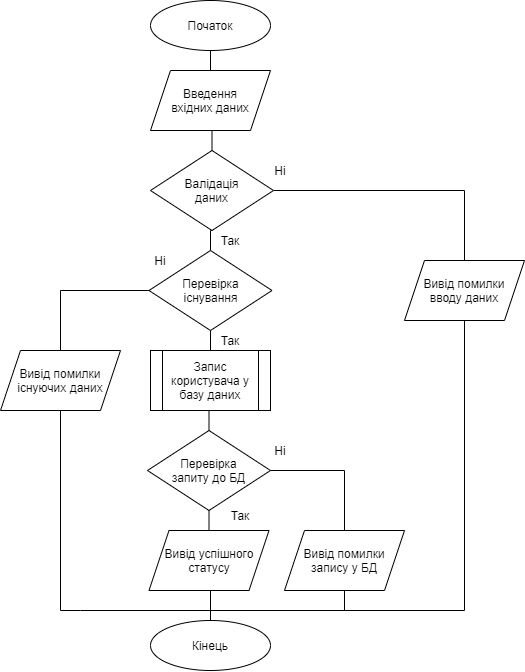 Початок
Введення
вхідних даних
Валідація
даних
Ні
Так
Ні
Перевірка
існування
Вивід помилки
вводу даних
Так
Вивід помилки
існуючих даних
Запис
користувача у
базу даних
Ні
Перевірка
запиту до БД
Так
Вивід успішного
статусу
Вивід помилки
запису у БД
Кінець